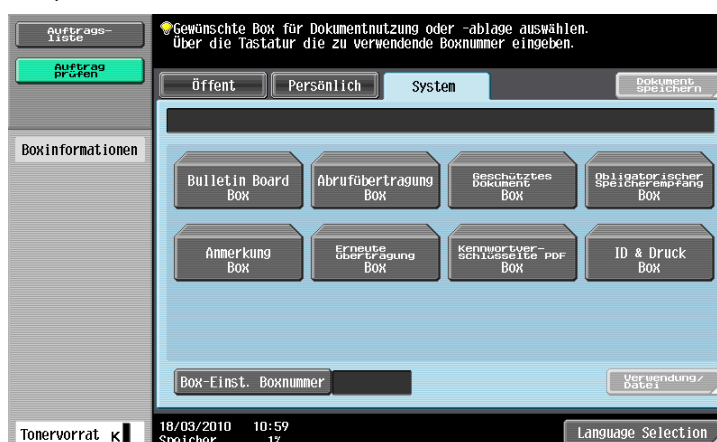 Auftrags-
liste
Auftrag
prüfen
Gewünschte Box für Dokumentnutzung oder -ablage auswählen.
Über die Tastatur die zu verwendende Boxnummer eingeben.
Öffent
Persönlich
System
Dokument
speichern
Boxinformationen
Bulletin Board
Box
Abrufübertragung
Box
Geschütztes
Dokument
Box
Obligatorischer
Speicherempfang
Box
Anmerkung
Box
Erneute
Übertragung
Box
Kennwortver-
schlüsselte PDF
Box
ID & Druck
Box
Box-Einst. Boxnummer
Verwendung/
Datei
Tonervorrat K
18/03/2010 10:59
Speicher 1%
Language Selection